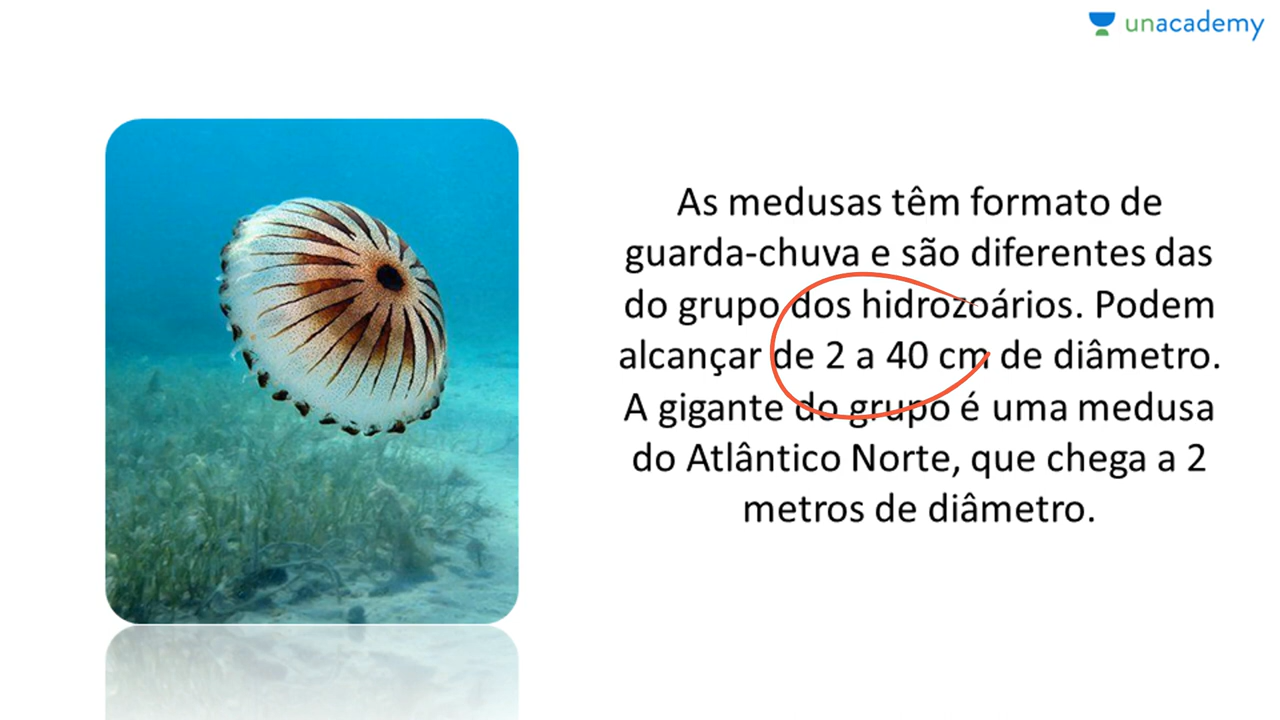 unacademy
As medusas têm formato de
guarda-chuva e são diferentes das
do grupo dos hidrozoários. Podem
alcançar de 2 a 40 cm de diâmetro.
A gigante do grupo é uma medusa
do Atlântico Norte, que chega a 2
metros de diâmetro.